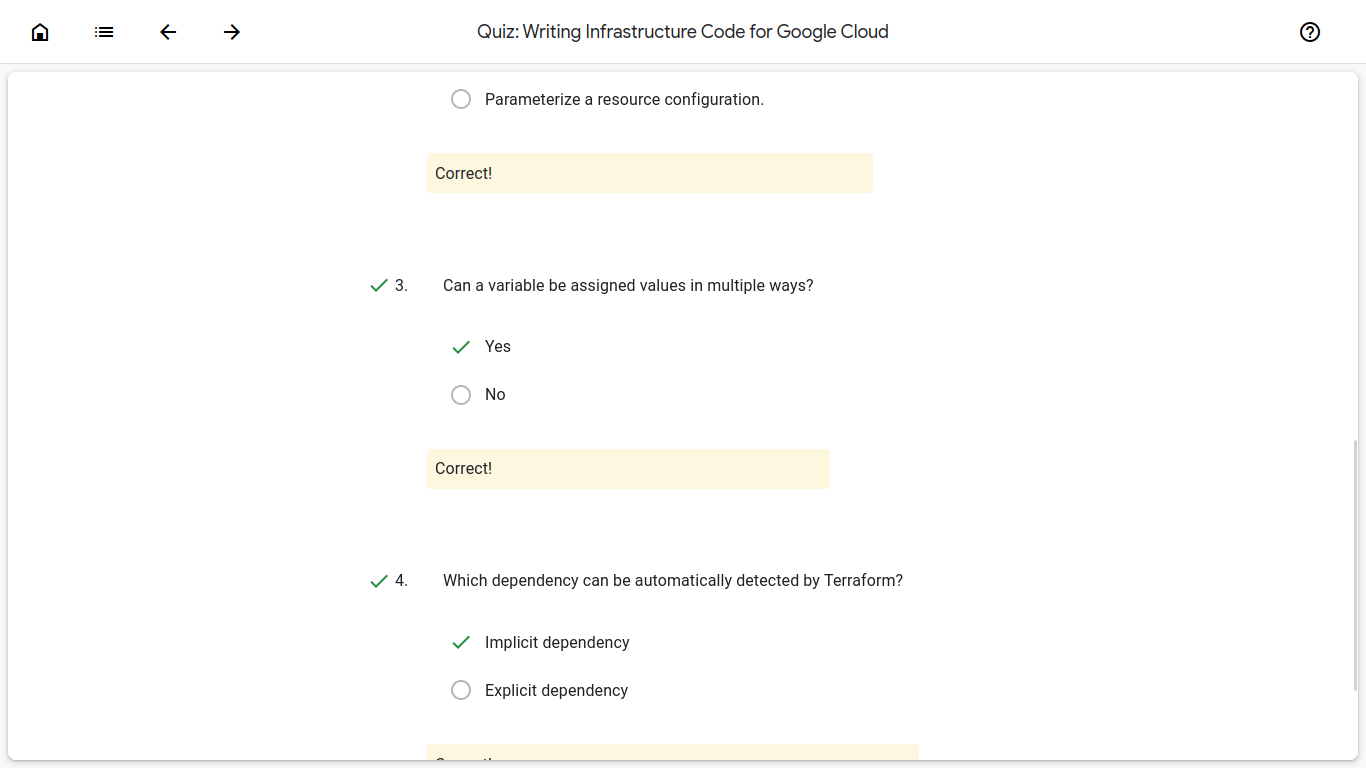 Quiz: Writing Infrastructure Code for Google Cloud
Parameterize a resource configuration.
Correct!
3. Can a variable be assigned values in multiple ways?
Yes
No
Correct!
4. Which dependency can be automatically detected by Terraform?
Implicit dependency
Explicit dependency